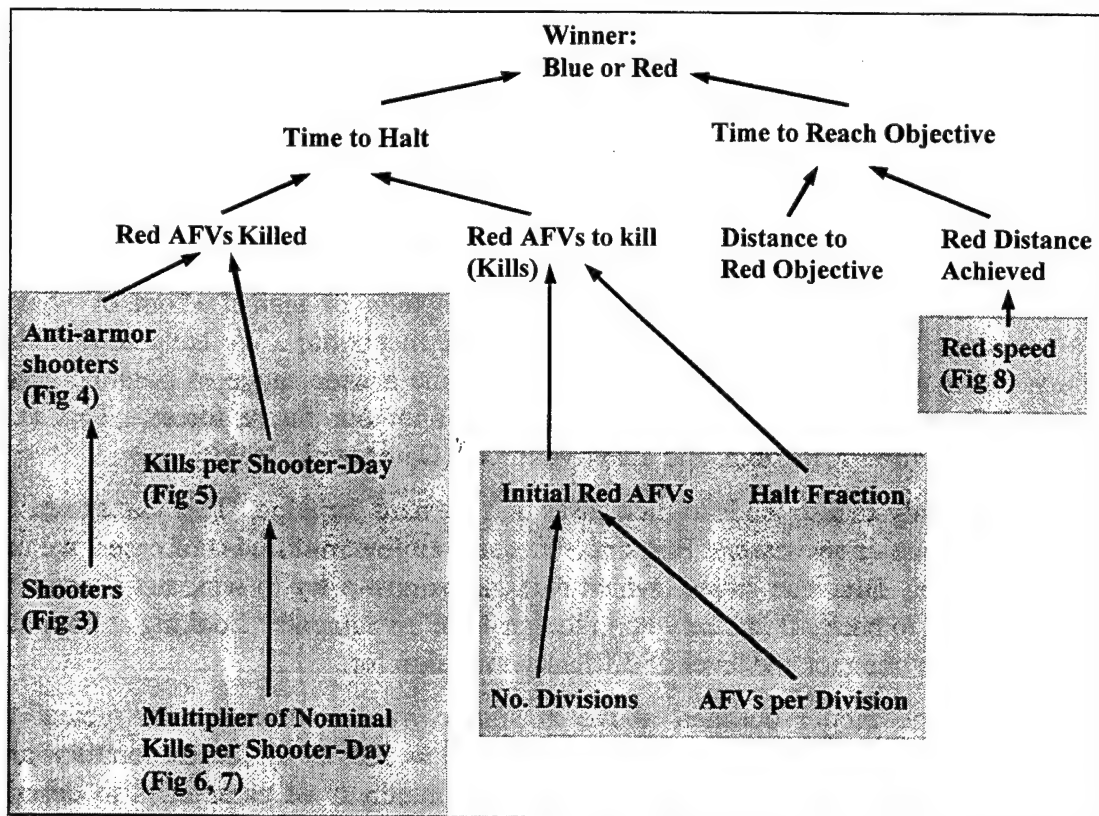 Winner:
Blue or Red
Time to Halt
Time to Reach Objective
Red AFVs Killed
Red AFVs to kill
(Kills)
Distance to
Red Objective
Red Distance
Achieved
Anti-armor
shooters
(Fig 4)
Red speed
(Fig 8)
Kills per Shooter-Day
(Fig 5)
Initial Red AFVs
Halt Fraction
Shooters
(Fig 3)
No. Divisions
AFVs per Division
Multiplier of Nominal
Kills per Shooter-Day
(Fig 6, 7)